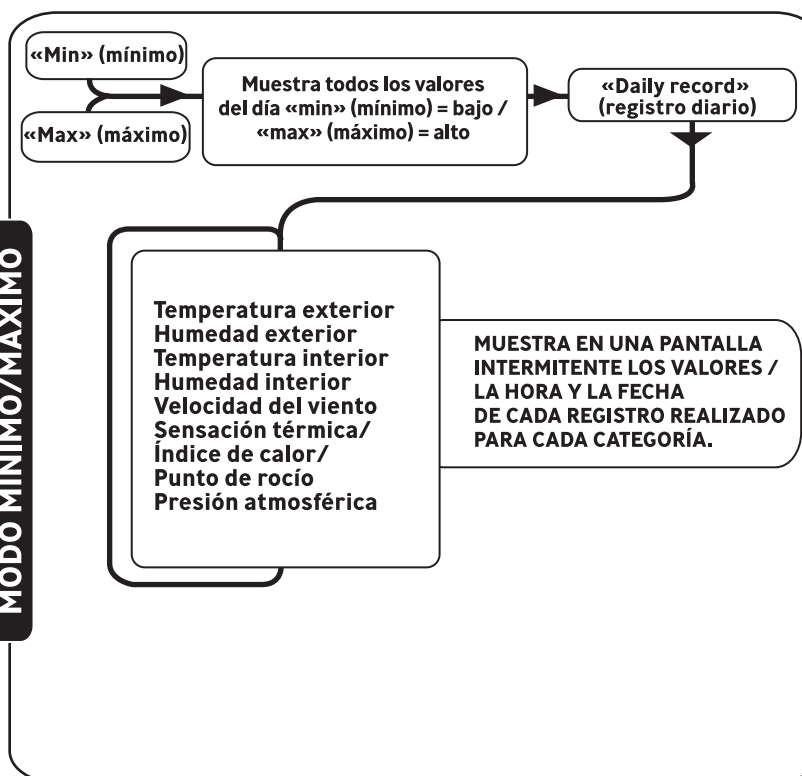 «Min» (mínimo)
«Max» (máximo)
Muestra todos los valores
del día «min» (mínimo) = bajo /
«max» (máximo) = alto
«Daily record»
(registro diario)
MODO MINIMO/MAXIMO
Temperatura exterior
Humedad exterior
Temperatura interior
Humedad interior
Velocidad del viento
Sensación térmica/
Índice de calor/
Punto de rocío
Presión atmosférica
MUESTRA EN UNA PANTALLA
INTERMITENTE LOS VALORES /
LA HORA Y LA FECHA
DE CADA REGISTRO REALIZADO
PARA CADA CATEGORÍA.